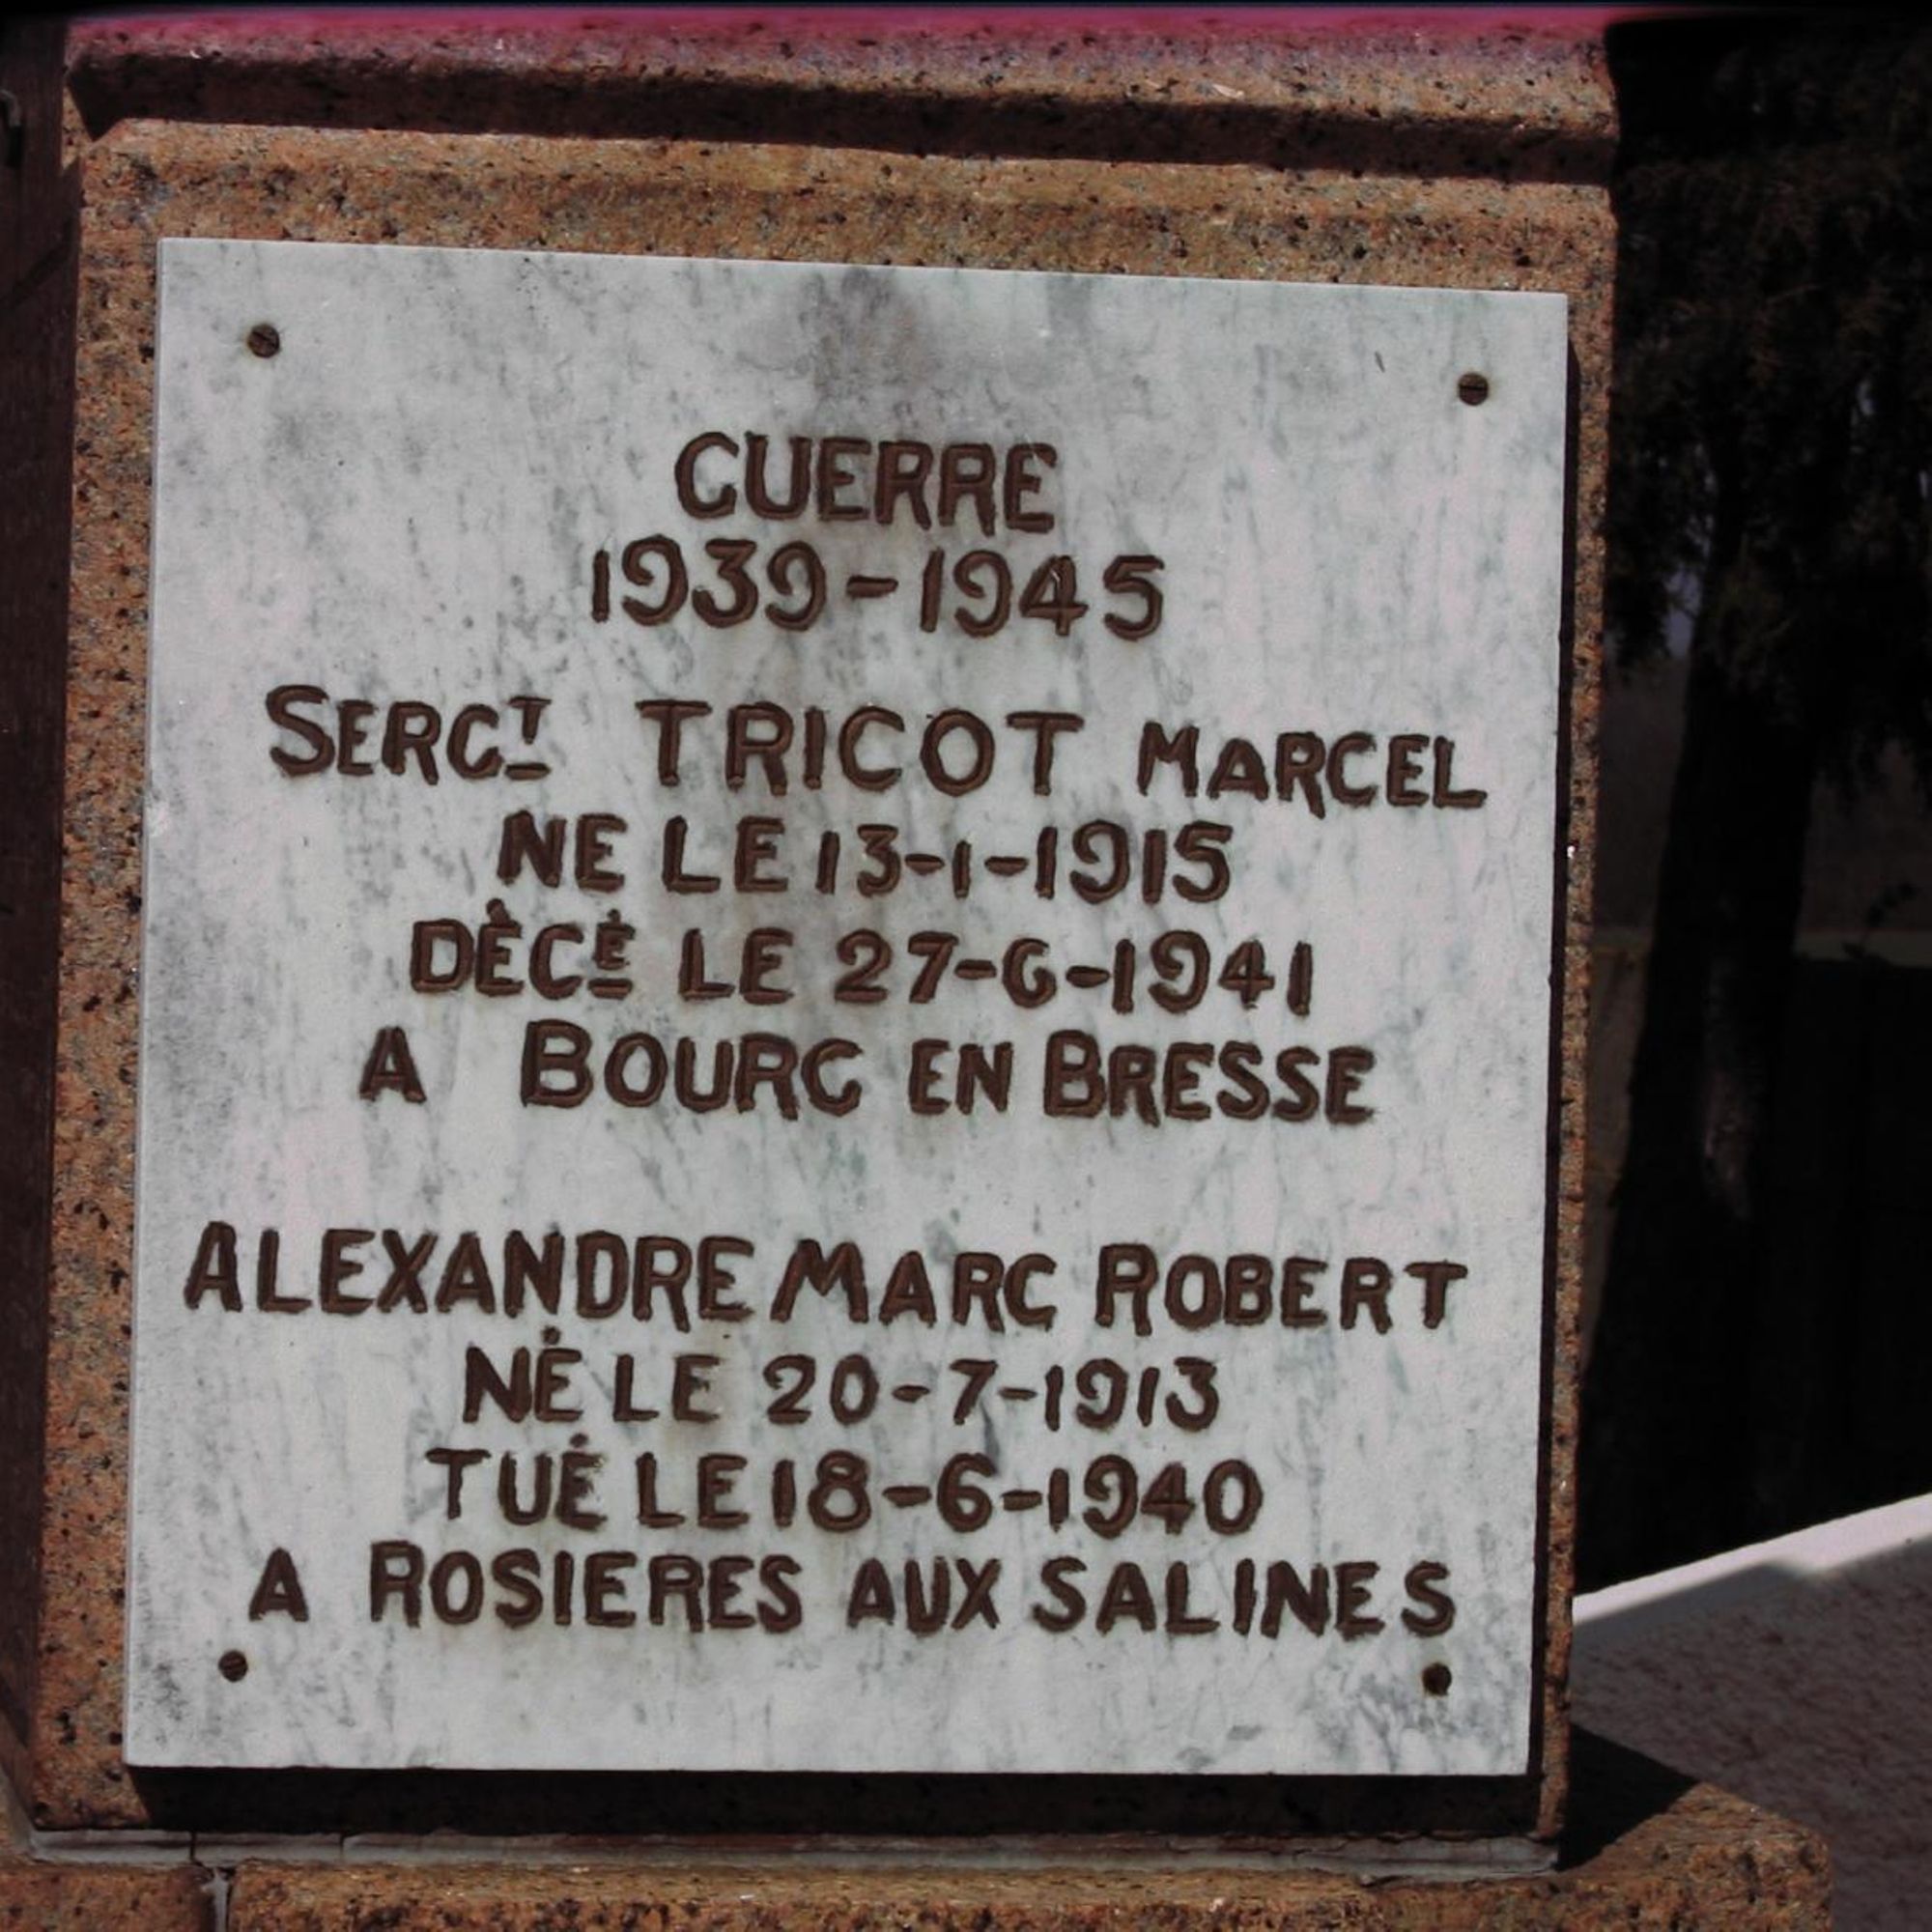 GUERRE
1939-1945
SERGT TRICOT MARCEL
NE LE 13-1-1915
DÉCÉ LE 27-6-1941
A BOURG EN BRESSE
ALEXANDRE MARC ROBERT
NÉ LE 20-7-1913
TUÉ LE 18-6-1940
A ROSIERES AUX SALINES